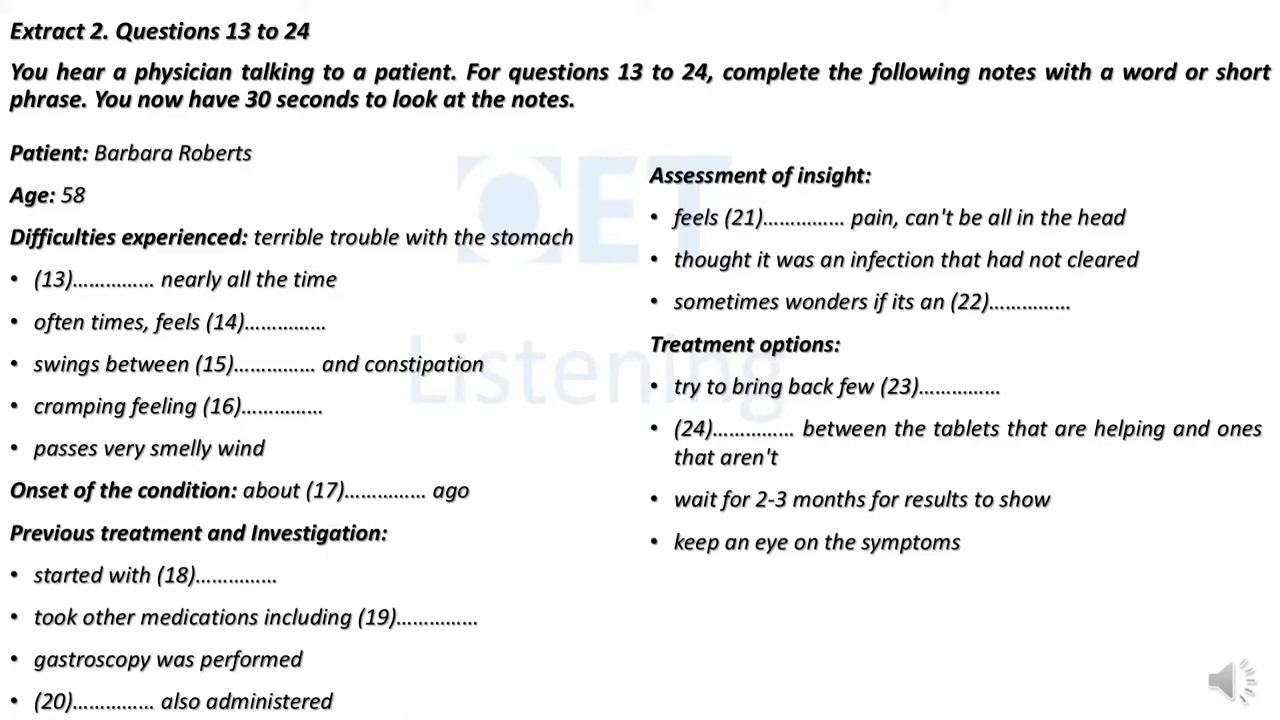 Extract 2. Questions 13 to 24
You hear a physician talking to a patient. For questions 13 to 24, complete the following notes with a word or short
phrase. You now have 30 seconds to look at the notes.
Patient: Barbara Roberts
Age: 58
Difficulties experienced: terrible trouble with the stomach
• (13)…………… nearly all the time
• often times, feels (14)……………
• swings between (15)…………… and constipation
• cramping feeling (16)……………
• passes very smelly wind
Onset of the condition: about (17)…………… ago
Previous treatment and Investigation:
• started with (18)……………
• took other medications including (19)……………
• gastroscopy was performed
• (20)…………… also administered
Assessment of insight:
• feels (21)…………… pain, can't be all in the head
• thought it was an infection that had not cleared
• sometimes wonders if its an (22)……………
Treatment options:
• try to bring back few (23)……………
• (24)…………… between the tablets that are helping and ones
that aren't
• wait for 2-3 months for results to show
• keep an eye on the symptoms
OET
Listening